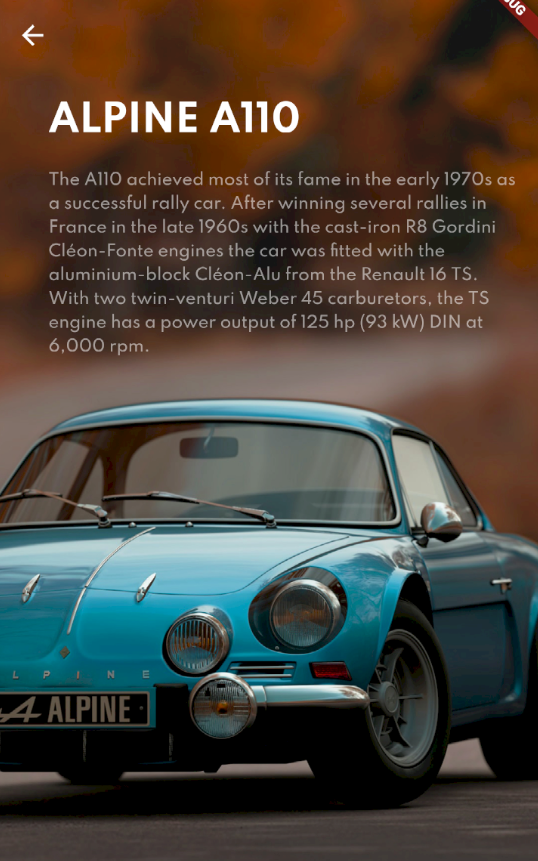 UG
ALPINE A110
The A110 achieved most of its fame in the early 1970s as
a successful rally car. After winning several rallies in
France in the late 1960s with the cast-iron R8 Gordini
Cléon-Fonte engines the car was fitted with the
aluminium-block Cléon-Alu from the Renault 16 TS.
With two twin-venturi Weber 45 carburetors, the TS
engine has a power output of 125 hp (93 kW) DIN at
6,000 rpm.
L P I N E
A ALPINE